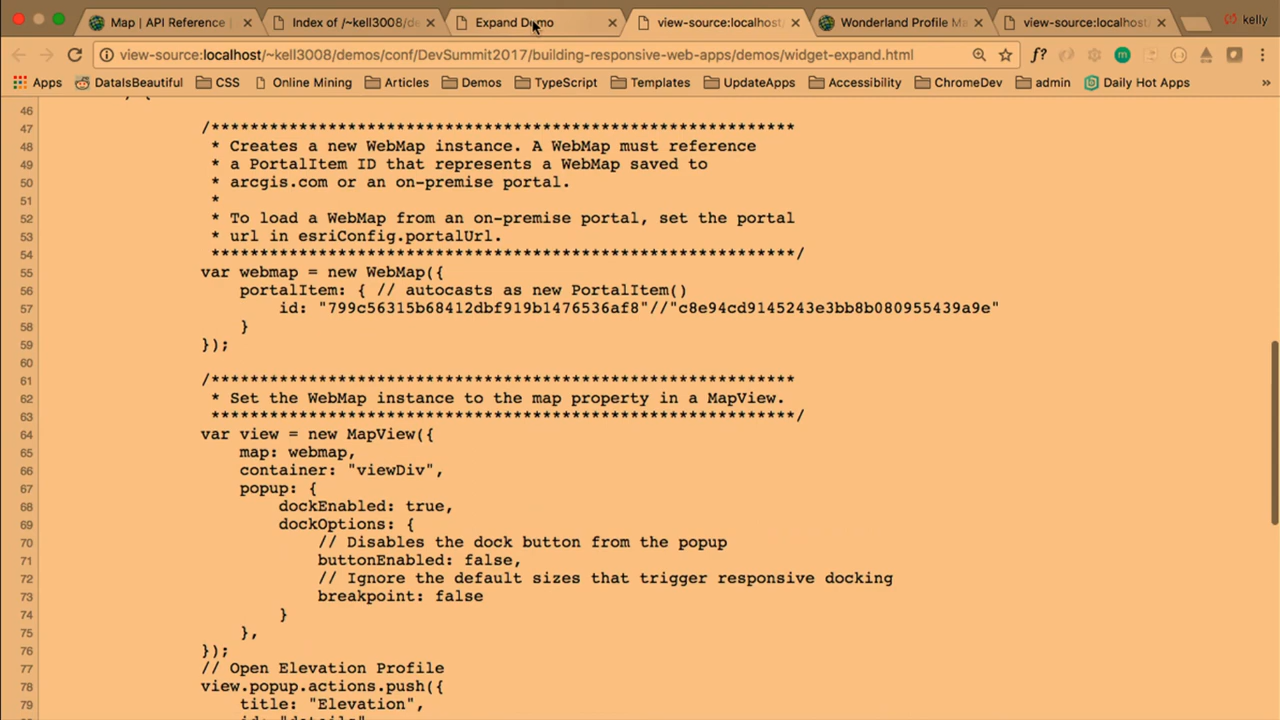 Map | API Reference
Index of /~kell3008/de
Expand Demo
view-source:localhost
Wonderland Profile Ma
view-source:localhost
kelly
view-source:localhost/~kell3008/demos/conf/DevSummit2017/building-responsive-web-apps/demos/widget-expand.html
f?
Apps
DataIsBeautiful
CSS
Online Mining
Articles
Demos
TypeScript
Templates
UpdateApps
Accessibility
ChromeDev
admin
Daily Hot Apps
»
46
47 /************************************************************
48 * Creates a new WebMap instance. A WebMap must reference
49 * a PortalItem ID that represents a WebMap saved to
50 * arcgis.com or an on-premise portal.
51 *
52 * To load a WebMap from an on-premise portal, set the portal
53 * url in esriConfig.portalUrl.
54 ************************************************************/
55 var webmap = new WebMap({
56 portalItem: { // autocasts as new PortalItem()
57 id: "799c56315b68412dbf919b1476536af8"//"c8e94cd9145243e3bb8b080955439a9e"
58 }
59 });
60
61 /************************************************************
62 * Set the WebMap instance to the map property in a MapView.
63 ************************************************************/
64 var view = new MapView({
65 map: webmap,
66 container: "viewDiv",
67 popup: {
68 dockEnabled: true,
69 dockOptions: {
70 // Disables the dock button from the popup
71 buttonEnabled: false,
72 // Ignore the default sizes that trigger responsive docking
73 breakpoint: false
74 }
75 },
76 });
77 // Open Elevation Profile
78 view.popup.actions.push({
79 title: "Elevation",